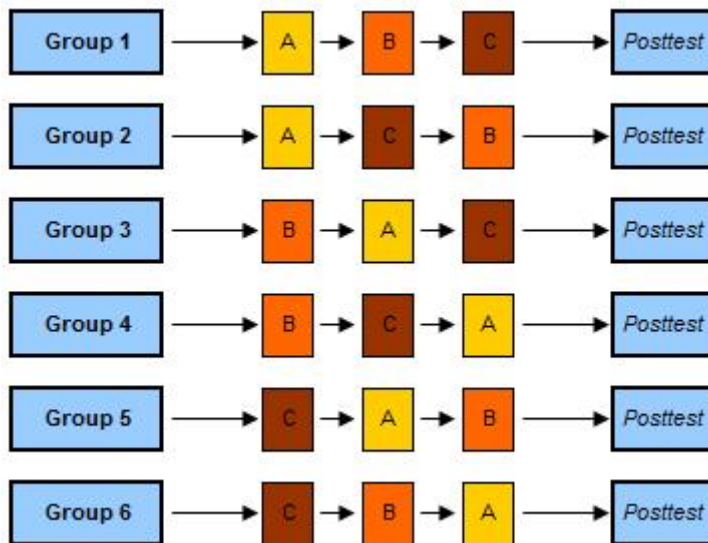 Group 1 A B C Posttest
Group 2 A C B Posttest
Group 3 B A C Posttest
Group 4 B C A Posttest
Group 5 C A B Posttest
Group 6 C B A Posttest